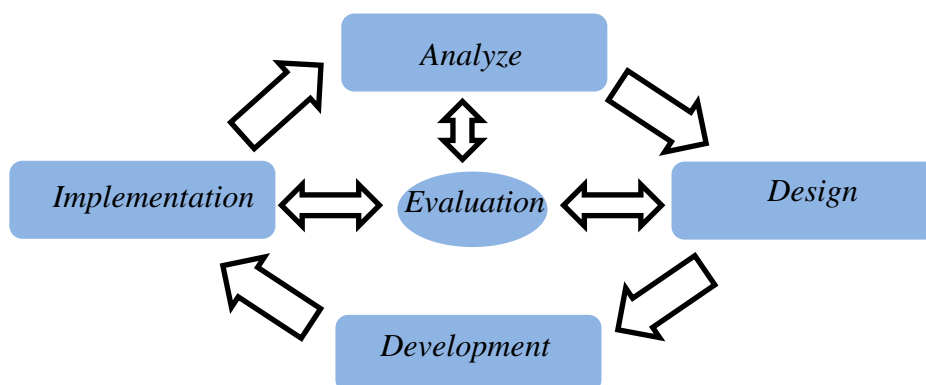 Analyze
Implementation
Evaluation
Design
Development